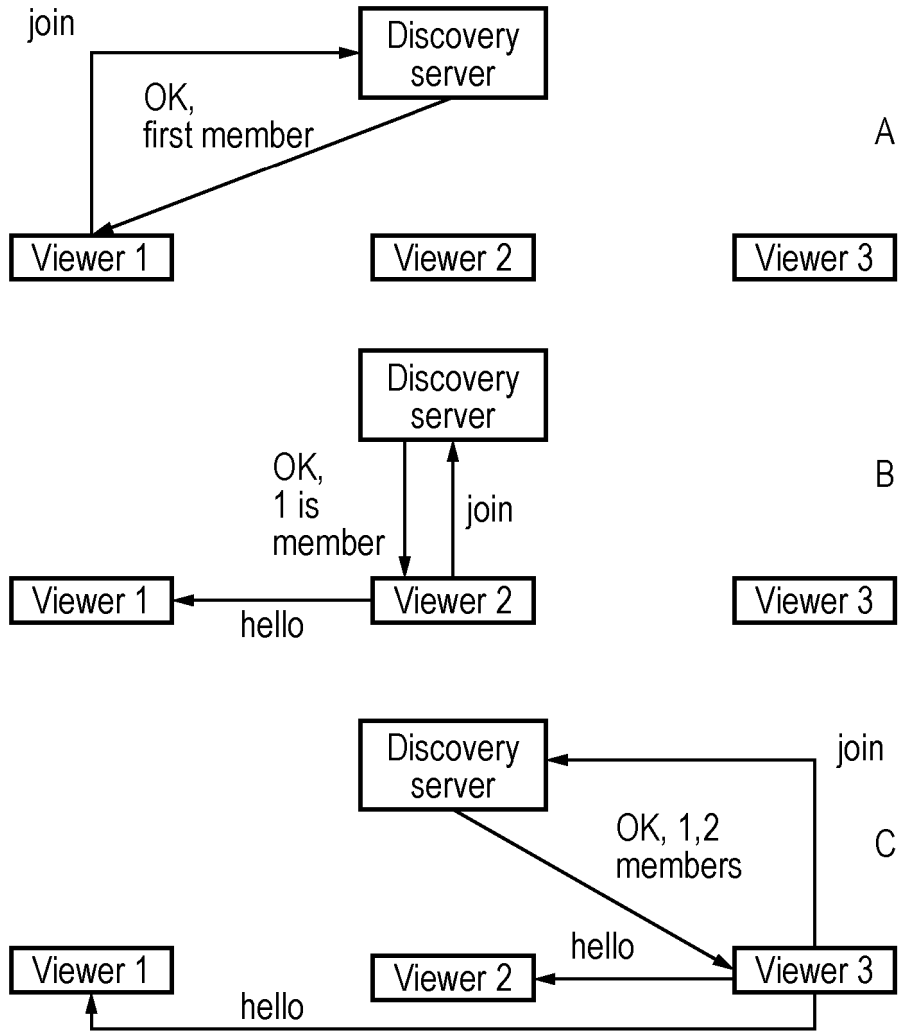 join
Discovery
server
OK,
first member
A
Viewer 1
Viewer 2
Viewer 3
Discovery
server
OK,
1 is
member
join
B
Viewer 1
hello
Viewer 2
Viewer 3
Discovery
server
join
OK, 1,2
members
C
Viewer 1
Viewer 2
hello
Viewer 3
hello